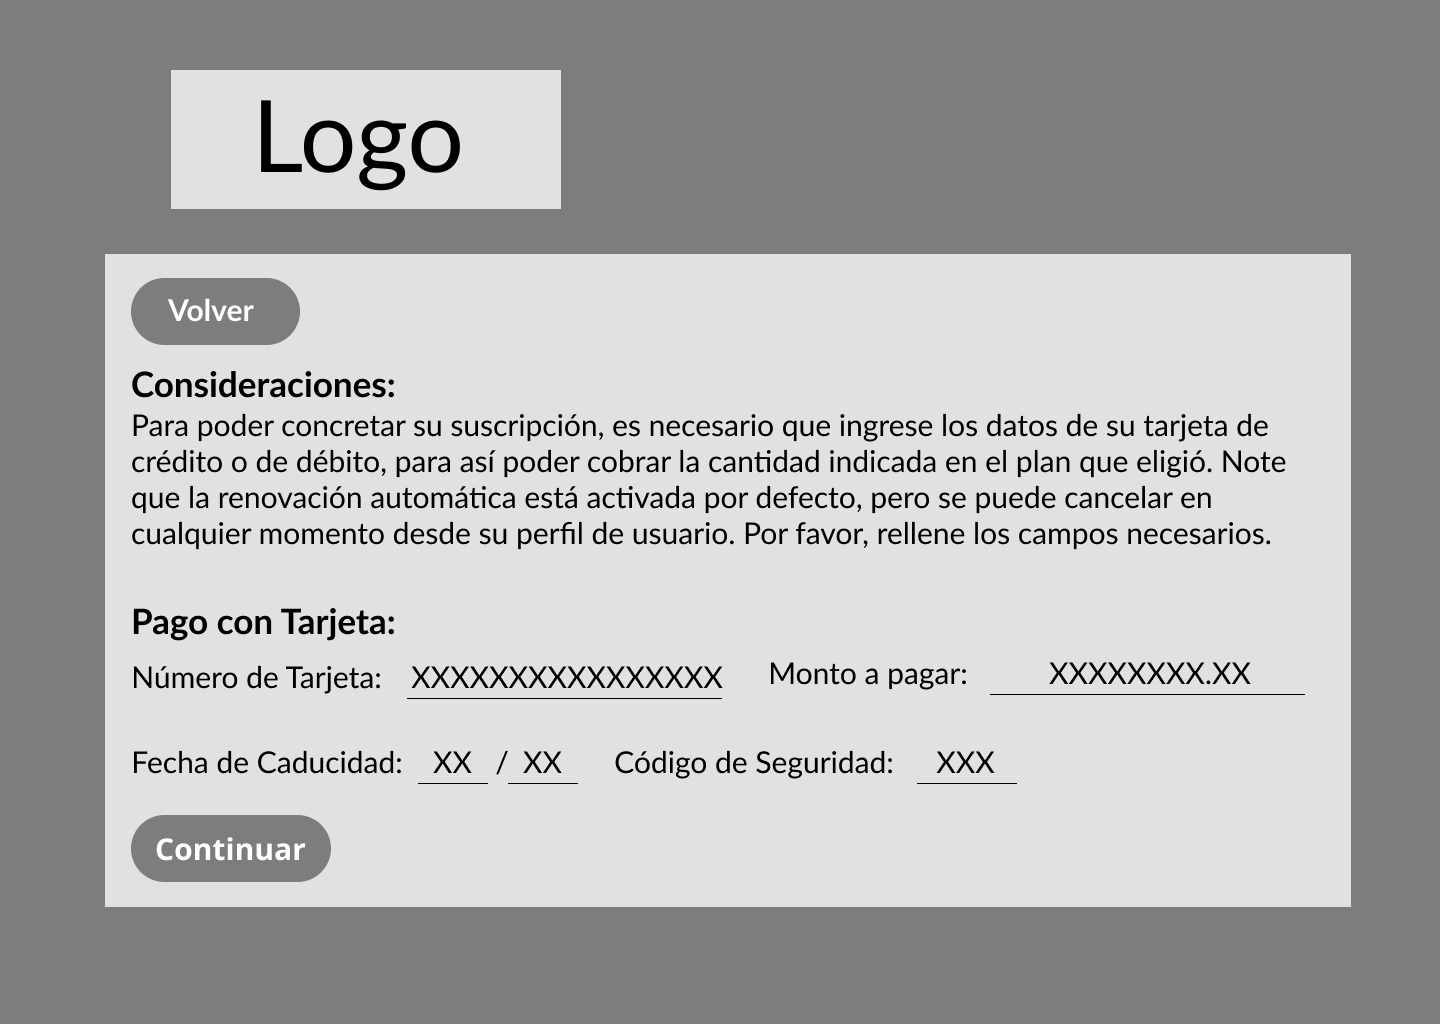 Logo
Volver
Consideraciones:
Para poder concretar su suscripción, es necesario que ingrese los datos de su tarjeta de
crédito o de débito, para así poder cobrar la cantidad indicada en el plan que eligió. Note
que la renovación automática está activada por defecto, pero se puede cancelar en
cualquier momento desde su perfil de usuario. Por favor, rellene los campos necesarios.
Pago con Tarjeta:
Número de Tarjeta: XXXXXXXXXXXXXXXX Monto a pagar: XXXXXXXX.XX
Fecha de Caducidad: XX / XX Código de Seguridad: XXX
Continuar